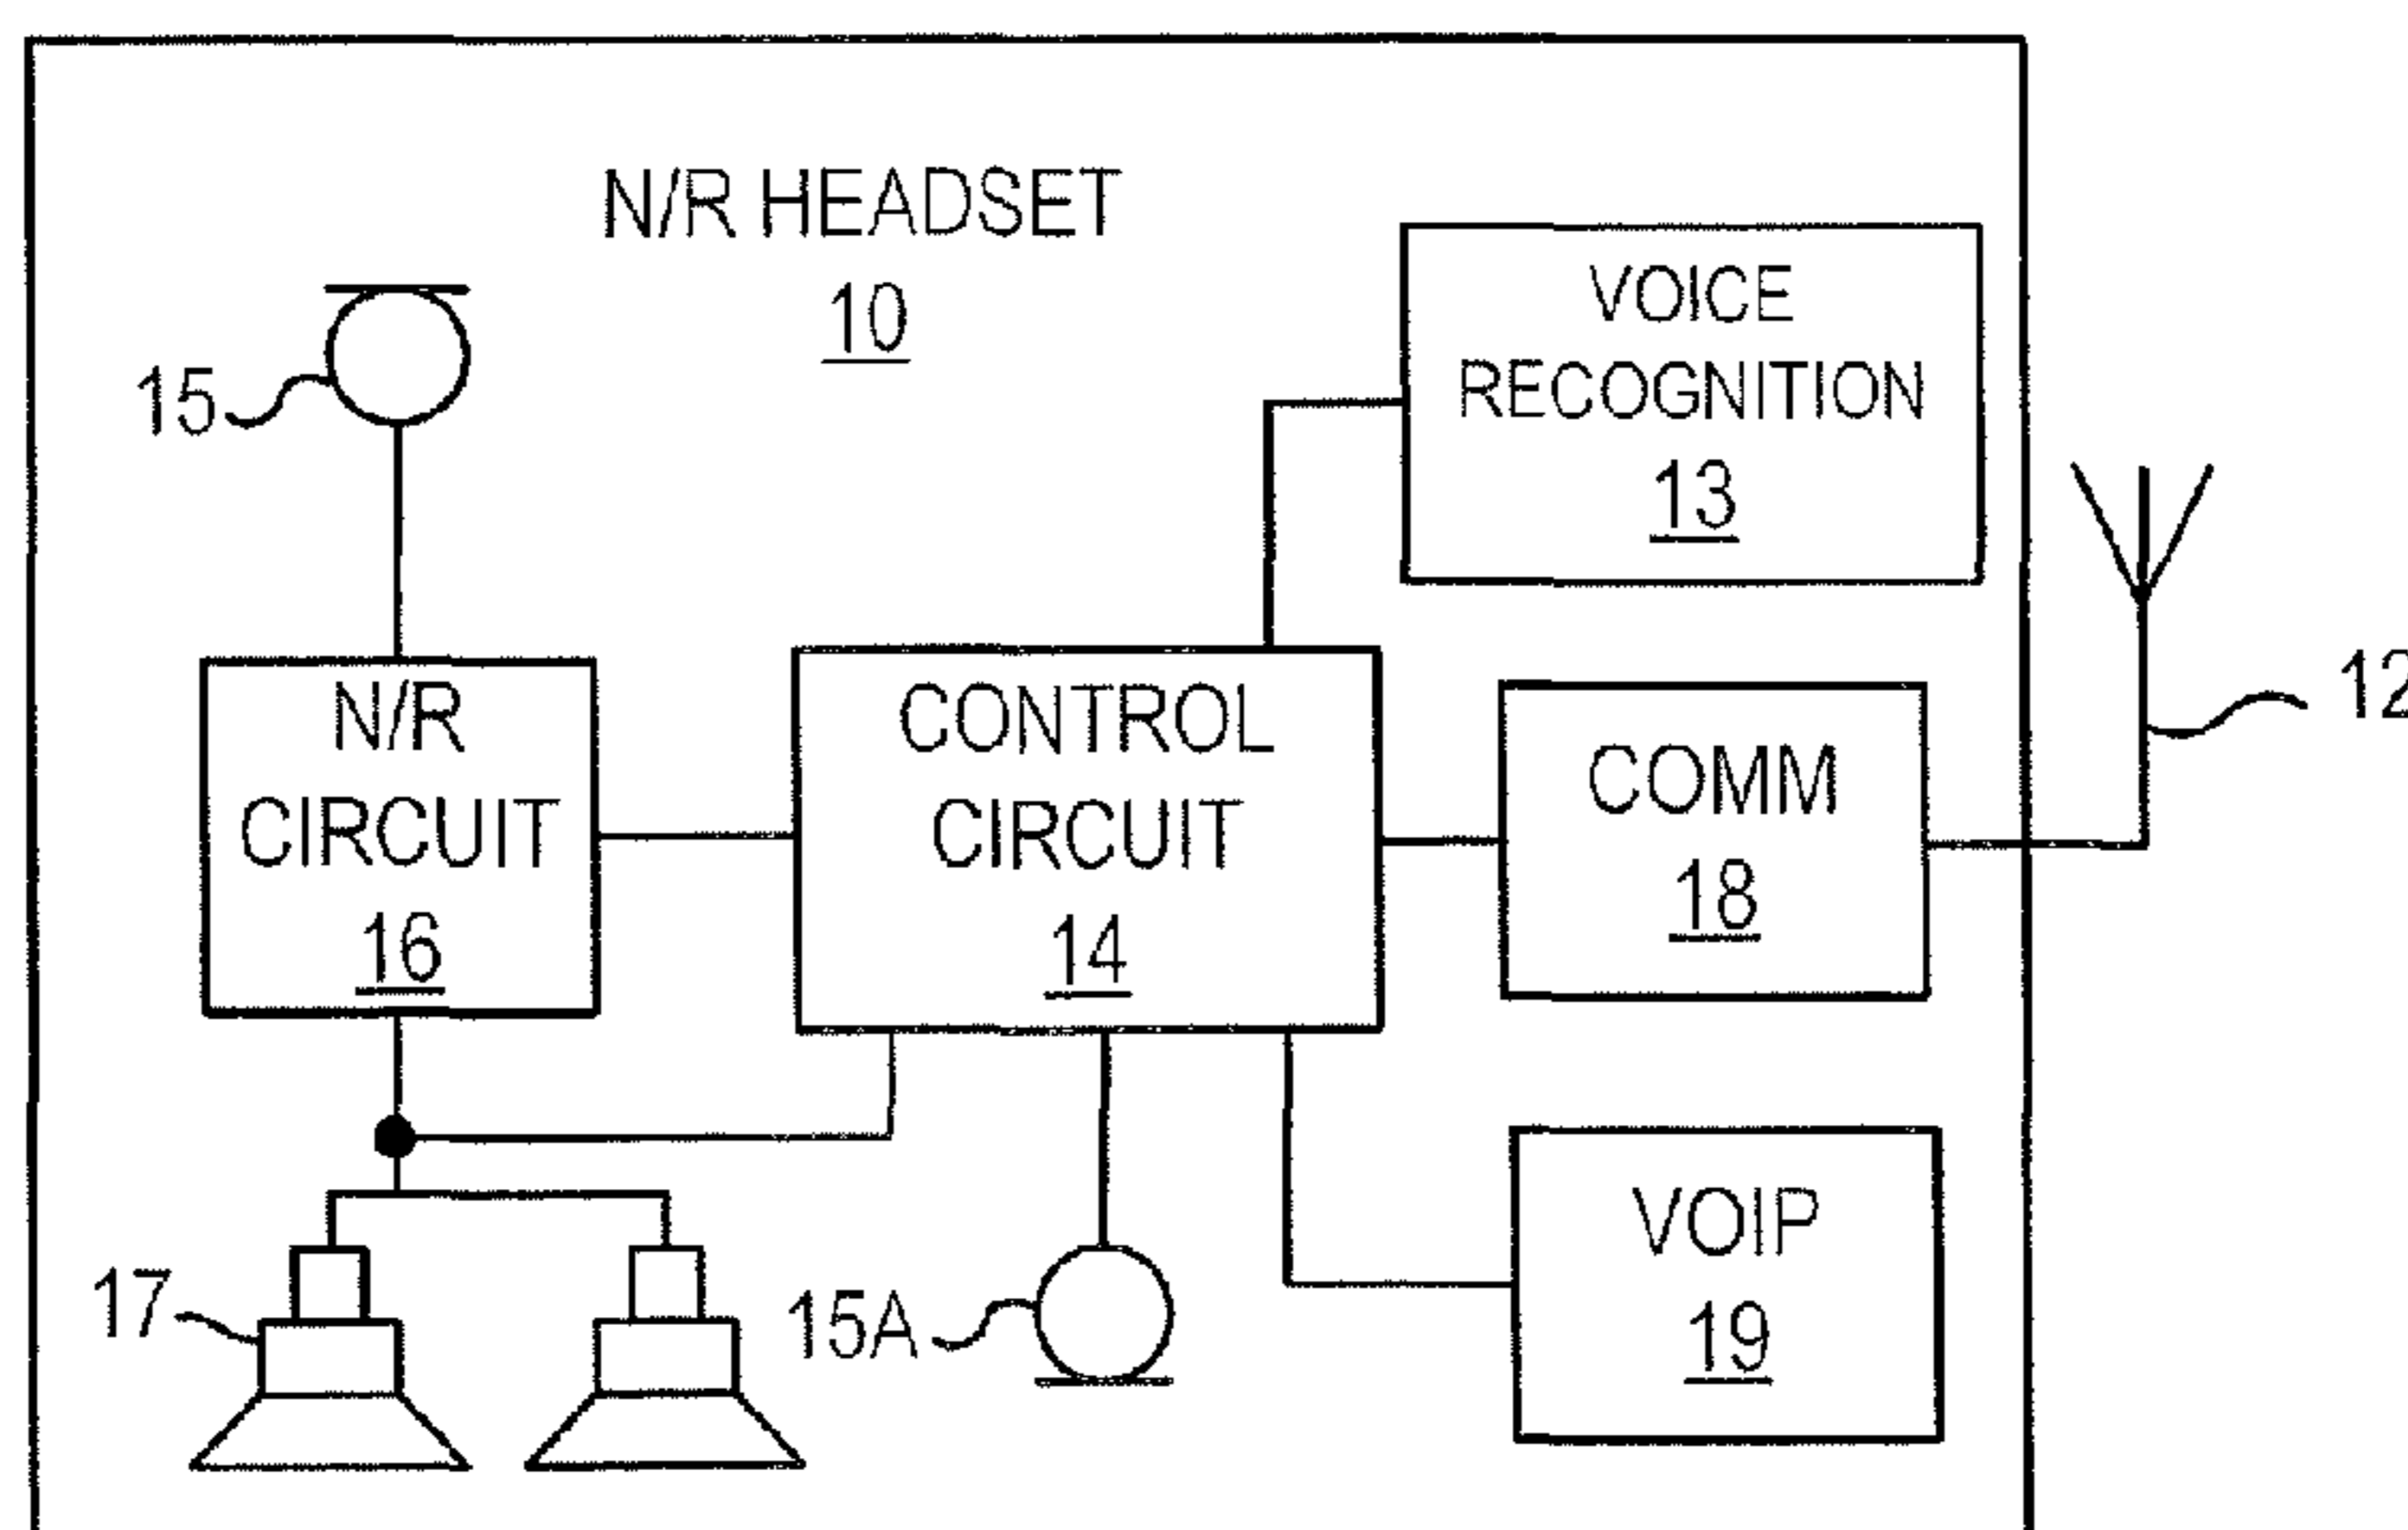 N/R HEADSET
10
15
VOICE
RECOGNITION
13
12
N/R
CIRCUIT
16
CONTROL
CIRCUIT
14
COMM
18
17
15A
VOIP
19